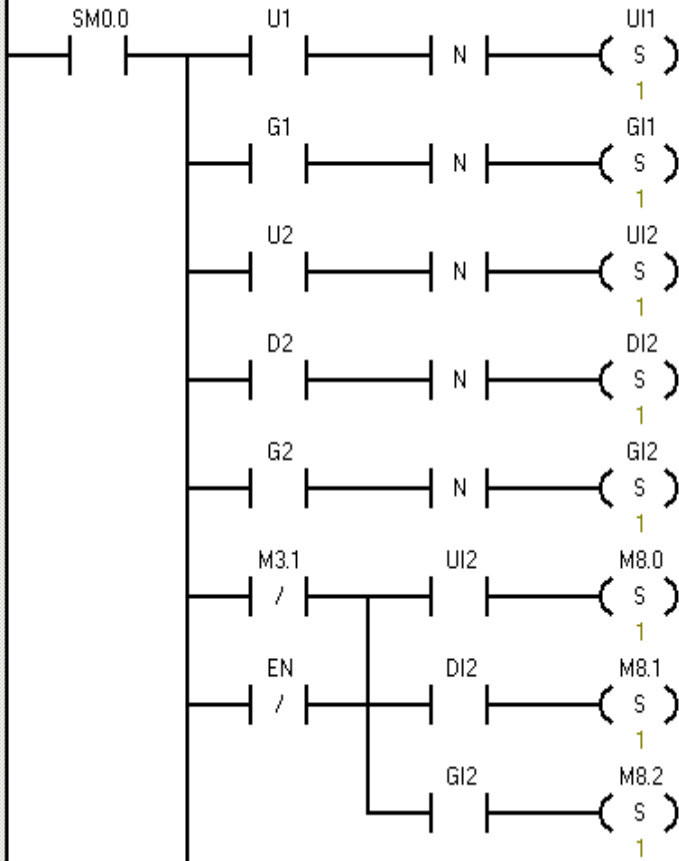 SM0.0 U1 UI1
N S
1
G1 GI1
N S
1
U2 UI2
N S
1
D2 DI2
N S
1
G2 GI2
N S
1
M3.1 UI2 M8.0
/ S
1
EN DI2 M8.1
/ S
1
GI2 M8.2
S
1